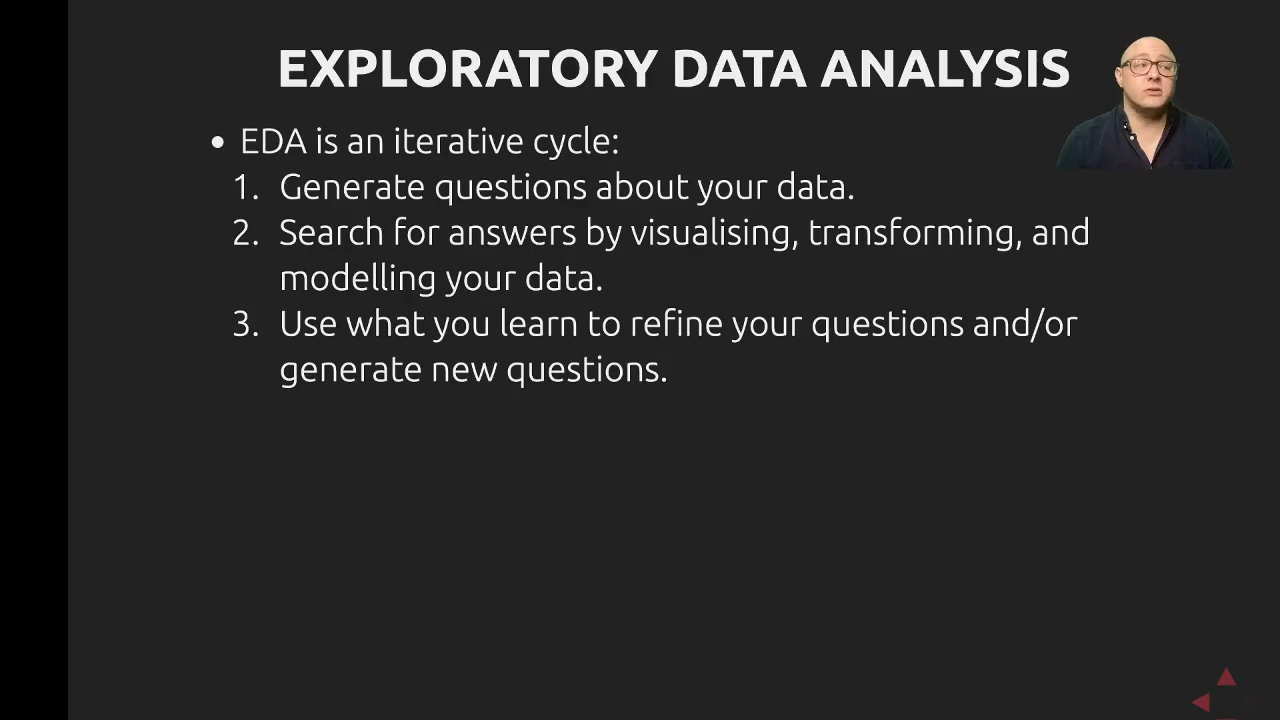 EXPLORATORY DATA ANALYSIS
• EDA is an iterative cycle:
1. Generate questions about your data.
2. Search for answers by visualising, transforming, and
modelling your data.
3. Use what you learn to refine your questions and/or
generate new questions.